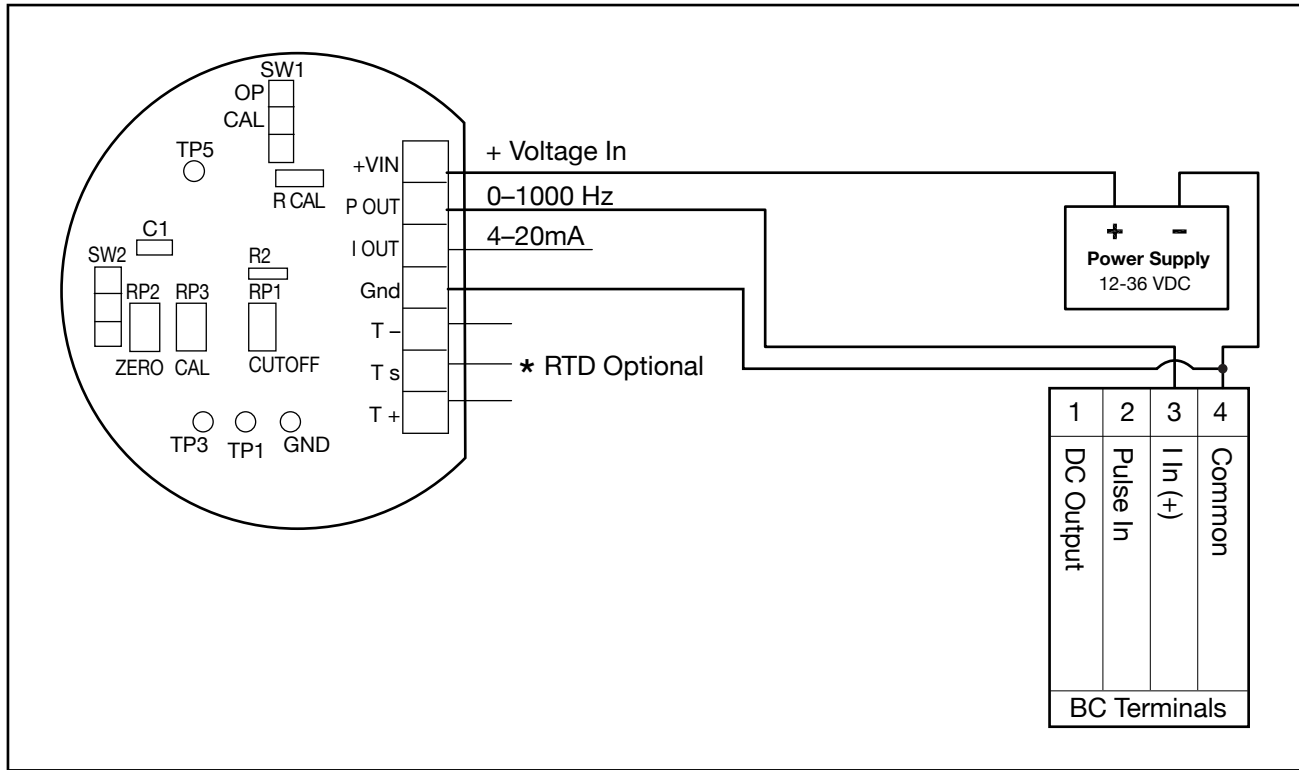 SW1
OP
CAL
TP5
R CAL
C1
SW2
R2
RP2
RP3
RP1
ZERO
CAL
CUTOFF
TP3
TP1
GND
+VIN
P OUT
I OUT
Gnd
T –
T s
T +
+ Voltage In
0–1000 Hz
4–20mA
* RTD Optional
+ –
Power Supply
12-36 VDC
1 2 3 4
DC Output
Pulse In
I In (+)
Common
BC Terminals